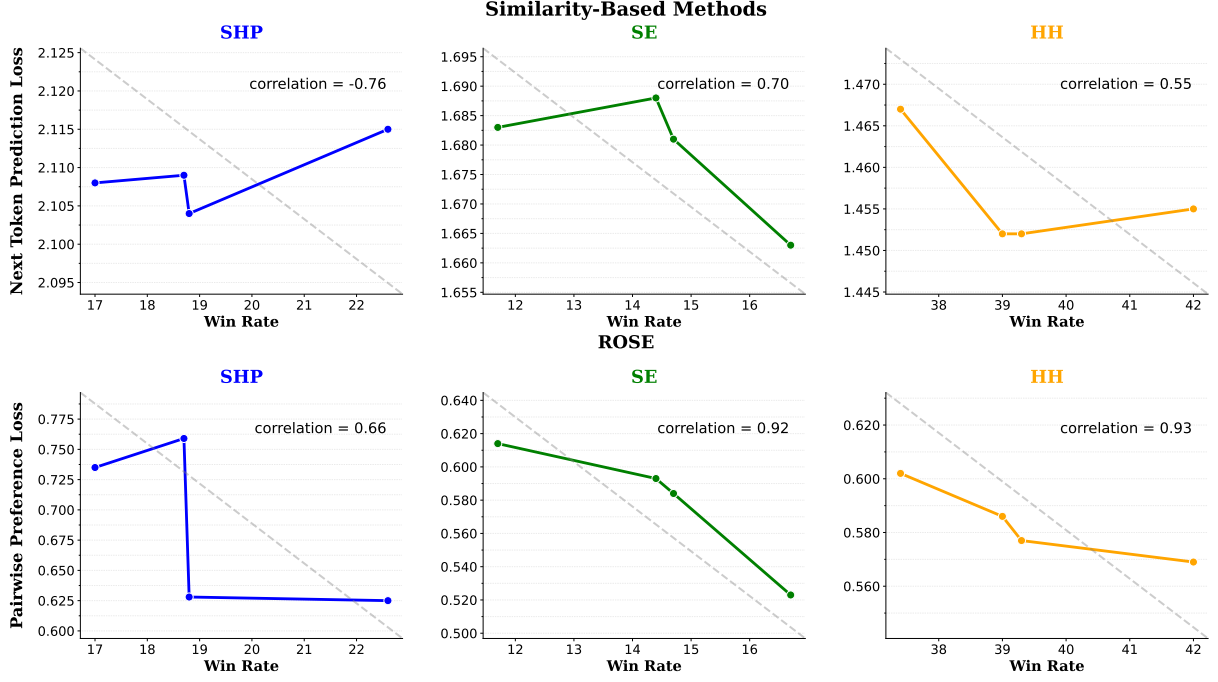 Similarity-Based Methods
SHP
SE
HH
Next Token Prediction Loss
2.125
2.120
2.115
2.110
2.105
2.100
2.095
correlation = -0.76
17 18 19 20 21 22
Win Rate
1.695
1.690
1.685
1.680
1.675
1.670
1.665
1.660
1.655
correlation = 0.70
12 13 14 15 16
Win Rate
1.470
1.465
1.460
1.455
1.450
1.445
correlation = 0.55
38 39 40 41 42
Win Rate
ROSE
SHP
SE
HH
Pairwise Preference Loss
0.775
0.750
0.725
0.700
0.675
0.650
0.625
0.600
correlation = 0.66
17 18 19 20 21 22
Win Rate
0.640
0.620
0.600
0.580
0.560
0.540
0.520
0.500
correlation = 0.92
12 13 14 15 16
Win Rate
0.620
0.600
0.580
0.560
correlation = 0.93
38 39 40 41 42
Win Rate